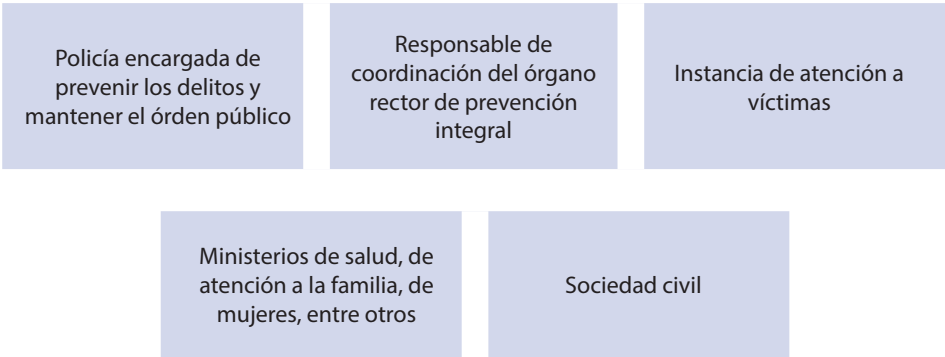 Policía encargada de
prevenir los delitos y
mantener el órden público
Responsable de
coordinación del órgano
rector de prevención
integral
Instancia de atención a
víctimas
Ministerios de salud, de
atención a la familia, de
mujeres, entre otros
Sociedad civil